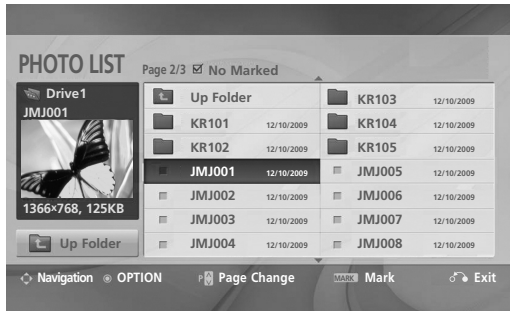 PHOTO LIST
Page 2/3 No Marked
Drive1
JMJ001
1366×768, 125KB
Up Folder
Up Folder
KR101 12/10/2009
KR102 12/10/2009
JMJ001 12/10/2009
JMJ002 12/10/2009
JMJ003 12/10/2009
JMJ004 12/10/2009
KR103 12/10/2009
KR104 12/10/2009
KR105 12/10/2009
JMJ005 12/10/2009
JMJ006 12/10/2009
JMJ007 12/10/2009
JMJ008 12/10/2009
Navigation OPTION P Page Change MARK Mark Exit